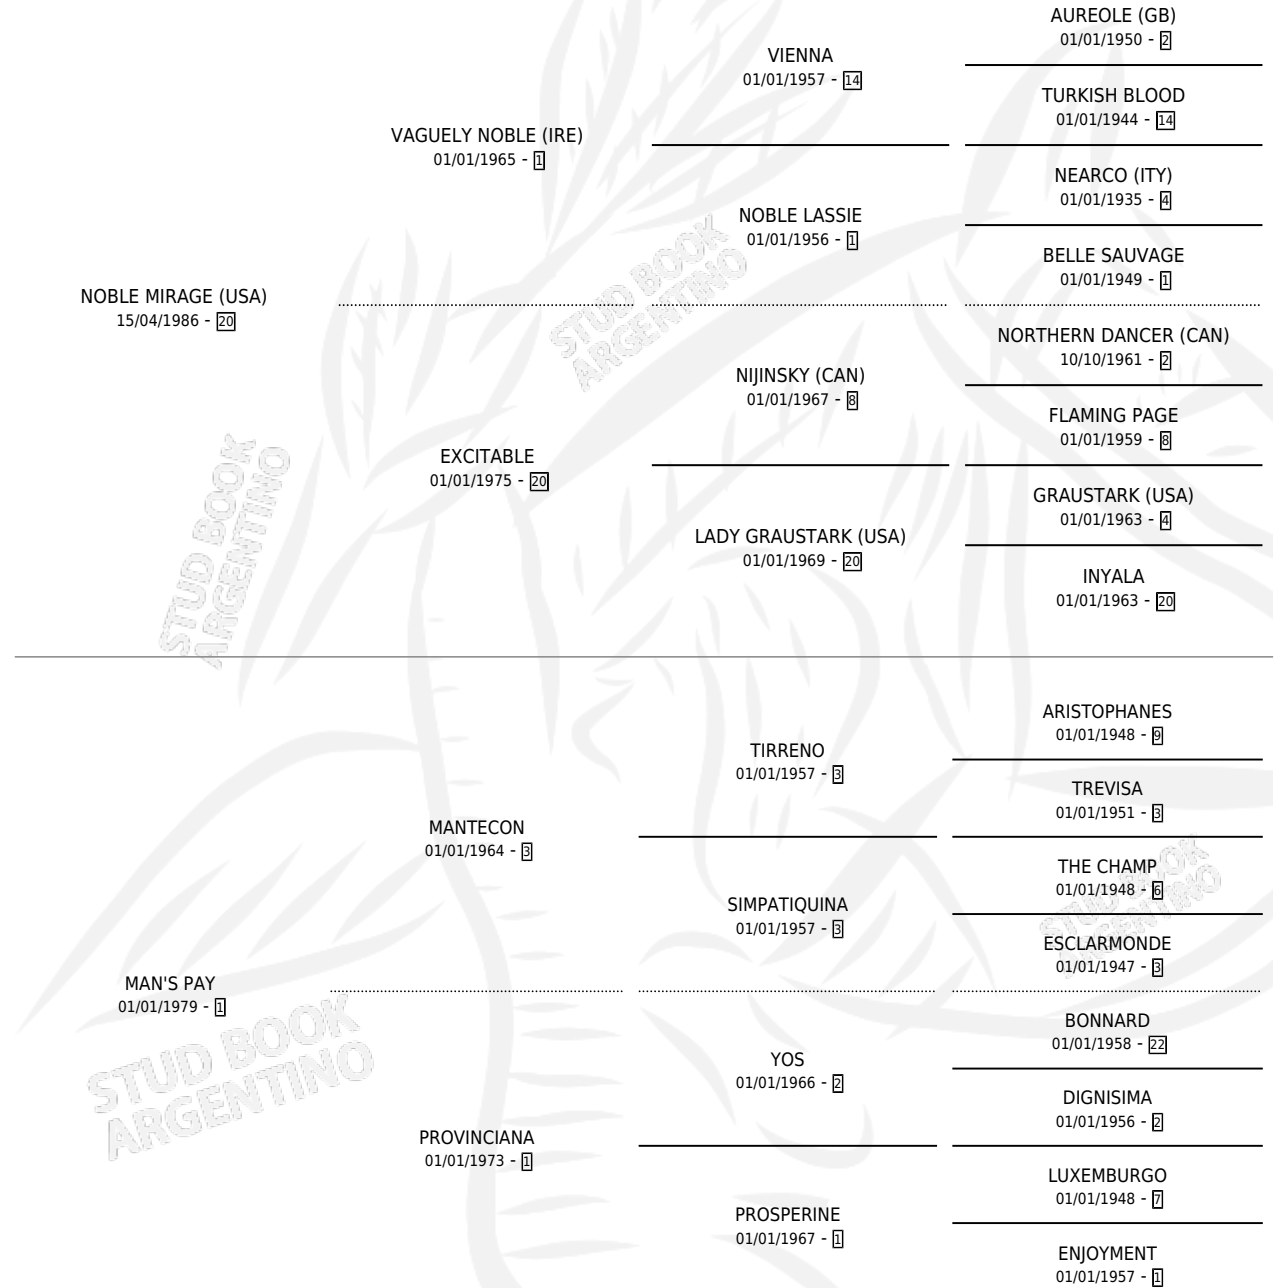 AUREOLE (GB)
01/01/1950 - 2
VIENNA
01/01/1957 - 14
TURKISH BLOOD
01/01/1944 - 14
VAGUELY NOBLE (IRE)
01/01/1965 - 1
NEARCO (ITY)
01/01/1935 - 4
NOBLE LASSIE
01/01/1956 - 1
BELLE SAUVAGE
01/01/1949 - 1
NOBLE MIRAGE (USA)
15/04/1986 - 20
NORTHERN DANCER (CAN)
10/10/1961 - 2
NIJINSKY (CAN)
01/01/1967 - 8
FLAMING PAGE
01/01/1959 - 8
EXCITABLE
01/01/1975 - 20
GRAUSTARK (USA)
01/01/1963 - 4
LADY GRAUSTARK (USA)
01/01/1969 - 20
INYALA
01/01/1963 - 20
STUD BOOK
ARGENTINO
STUD BOOK
ARGENTINO
ARISTOPHANES
01/01/1948 - 9
TIRRENO
01/01/1957 - 3
TREVISA
01/01/1951 - 3
MANTECON
01/01/1964 - 3
THE CHAMP
01/01/1948 - 6
SIMPATIQUINA
01/01/1957 - 3
ESCLARMONDE
01/01/1947 - 3
MAN'S PAY
01/01/1979 - 1
BONNARD
01/01/1958 - 22
YOS
01/01/1966 - 2
DIGNISIMA
01/01/1956 - 2
PROVINCIANA
01/01/1973 - 1
LUXEMBURGO
01/01/1948 - 7
PROSPERINE
01/01/1967 - 1
ENJOYMENT
01/01/1957 - 1
STUD BOOK
ARGENTINO
STUD BOOK
ARGENTINO